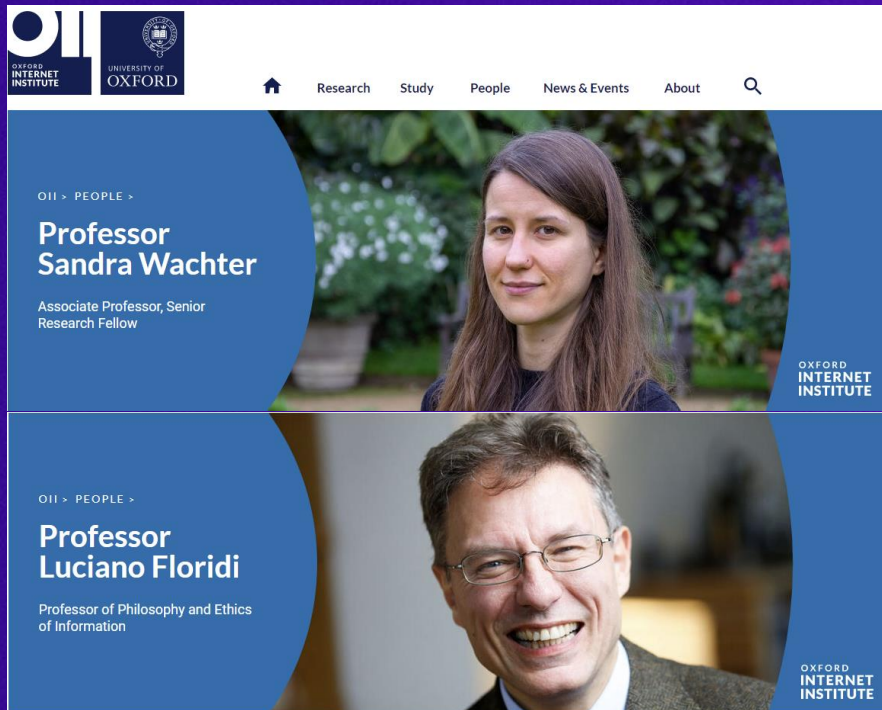 OXFORD
INTERNET
INSTITUTE
UNIVERSITY OF
OXFORD
Research Study People News & Events About
OII > PEOPLE >
Professor
Sandra Wachter
Associate Professor, Senior
Research Fellow
OXFORD
INTERNET
INSTITUTE
OII > PEOPLE >
Professor
Luciano Floridi
Professor of Philosophy and Ethics
of Information
OXFORD
INTERNET
INSTITUTE